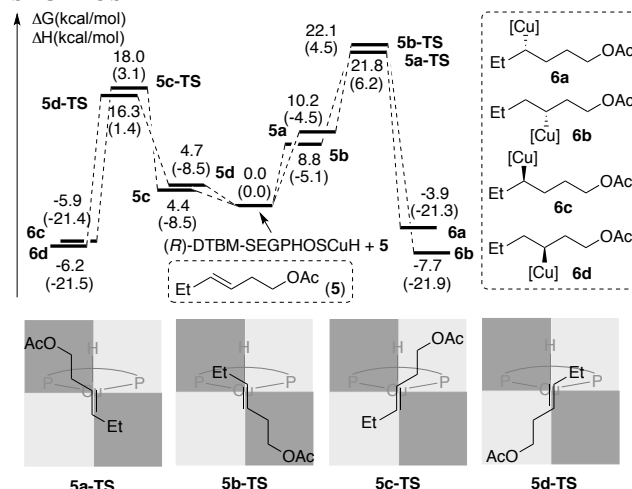 ΔG(kcal/mol)
ΔH(kcal/mol)
18.0
(3.1)
5c-TS
5d-TS
16.3
(1.4)
4.7
(-8.5)
5d
5c
4.4
(-8.5)
0.0
(0.0)
22.1
(4.5)
5b-TS
5a-TS
21.8
(6.2)
10.2
(-4.5)
5a
5b
8.8
(-5.1)
-5.9
(-21.4)
6c
6d
-6.2
(-21.5)
-3.9
(-21.3)
6a
6b
-7.7
(-21.9)
(R)-DTBM-SEGPHOSCuH + 5
Et
OAc
(5)
[Cu]
OAc
Et
6a
OAc
Et
[Cu]
6b
[Cu]
OAc
Et
6c
OAc
Et
[Cu]
6d
AcO
H
P
Cu
P
Et
5a-TS
H
Et
P
Cu
P
OAc
5b-TS
OAc
H
P
Cu
P
Et
5c-TS
H
Et
P
Cu
P
AcO
5d-TS